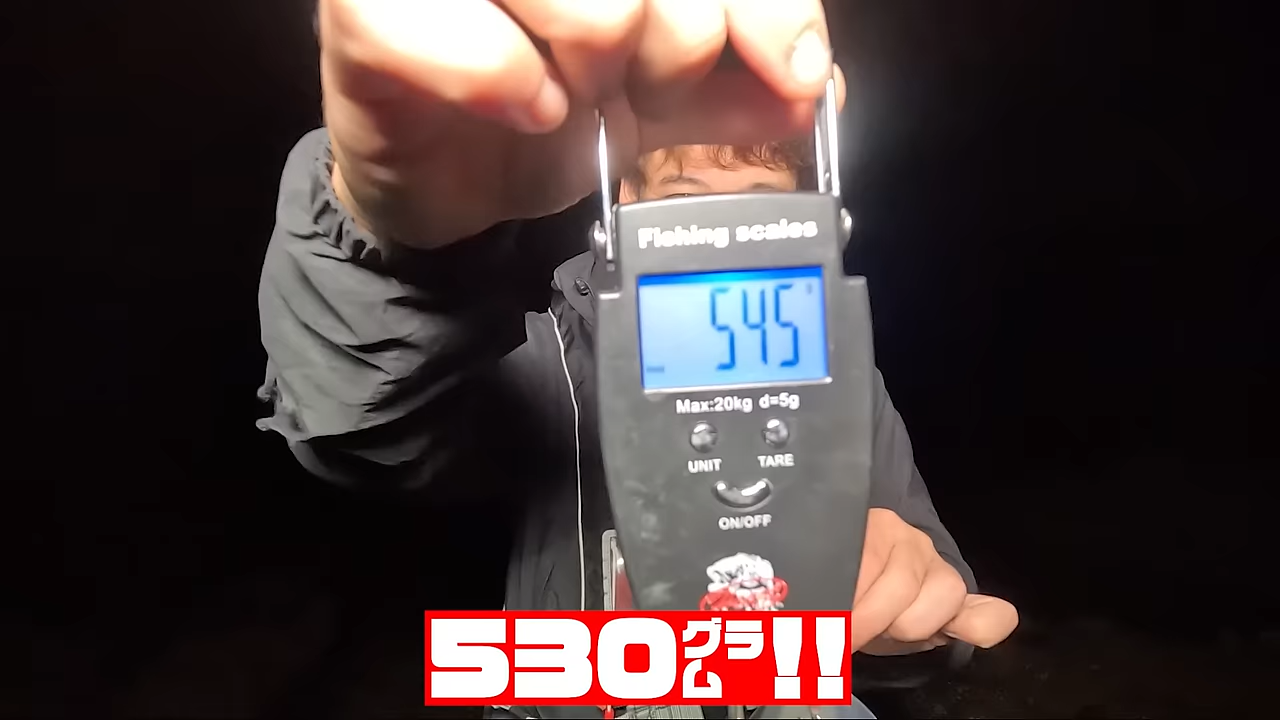 Fishing scales
545
Max:20kg d=5g
UNIT TARE
ON/OFF
530グラム!!